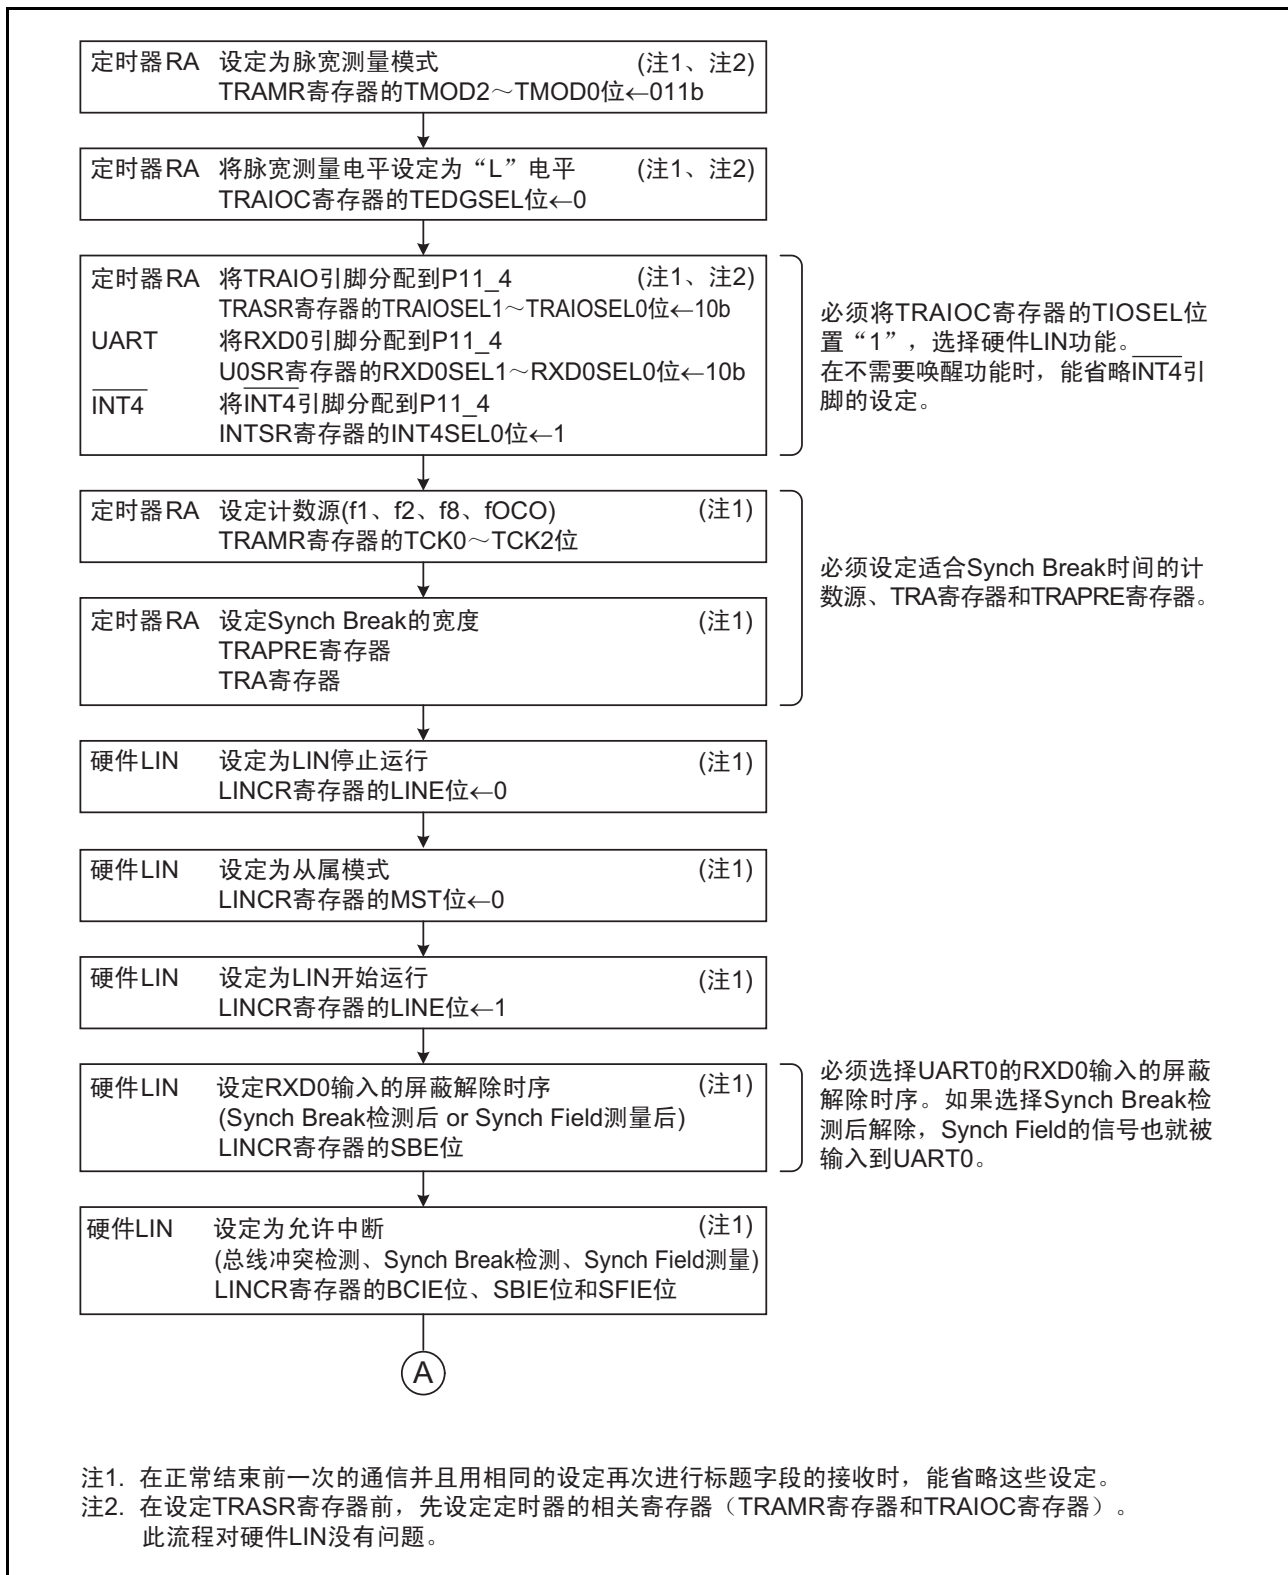 定时器RA 设定为脉宽测量模式 (注1、注2)
TRAMR寄存器的TMOD2～TMOD0位←011b
定时器RA 将脉宽测量电平设定为“L”电平 (注1、注2)
TRAIOC寄存器的TEDGSEL位←0
定时器RA 将TRAIO引脚分配到P11_4 (注1、注2)
TRASR寄存器的TRAIOSEL1～TRAIOSEL0位←10b
UART 将RXD0引脚分配到P11_4
U0SR寄存器的RXD0SEL1～RXD0SEL0位←10b
INT4 将INT4引脚分配到P11_4
INTSR寄存器的INT4SEL0位←1
必须将TRAIOC寄存器的TIOSEL位
置“1”，选择硬件LIN功能。
在不需要唤醒功能时，能省略INT4引
脚的设定。
定时器RA 设定计数源(f1、f2、f8、fOCO) (注1)
TRAMR寄存器的TCK0～TCK2位
定时器RA 设定Synch Break的宽度 (注1)
TRAPRE寄存器
TRA寄存器
必须设定适合Synch Break时间的计
数源、TRA寄存器和TRAPRE寄存器。
硬件LIN 设定为LIN停止运行 (注1)
LINCR寄存器的LINE位←0
硬件LIN 设定为从属模式 (注1)
LINCR寄存器的MST位←0
硬件LIN 设定为LIN开始运行 (注1)
LINCR寄存器的LINE位←1
硬件LIN 设定RXD0输入的屏蔽解除时序 (注1)
(Synch Break检测后 or Synch Field测量后)
LINCR寄存器的SBE位
必须选择UART0的RXD0输入的屏蔽
解除时序。如果选择Synch Break检
测后解除，Synch Field的信号也就被
输入到UART0。
硬件LIN 设定为允许中断 (注1)
(总线冲突检测、Synch Break检测、Synch Field测量)
LINCR寄存器的BCIE位、SBIE位和SFIE位
A
注1. 在正常结束前一次的通信并且用相同的设定再次进行标题字段的接收时，能省略这些设定。
注2. 在设定TRASR寄存器前，先设定定时器的相关寄存器（TRAMR寄存器和TRAIOC寄存器）。
此流程对硬件LIN没有问题。